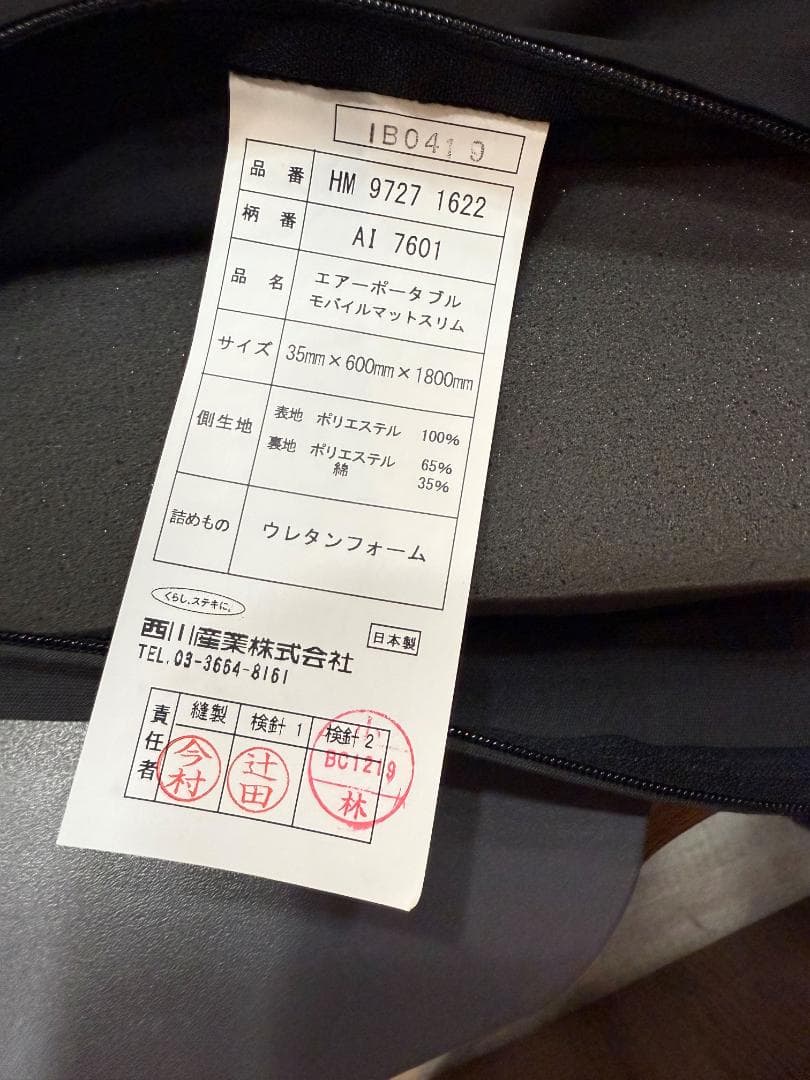 IB0419
品番 HM 9727 1622
柄番 AI 7601
品名 エアーポータブル
モバイルマットスリム
サイズ 35mm×600mm×1800mm
側生地 表地 ポリエステル 100%
裏地 ポリエステル 65%
綿 35%
詰めもの ウレタンフォーム
くらし、ステキに。
西川産業株式会社 日本製
TEL.03-3664-8161
責任者 縫製 検針1 検針2
今村 辻田 BC1219 林